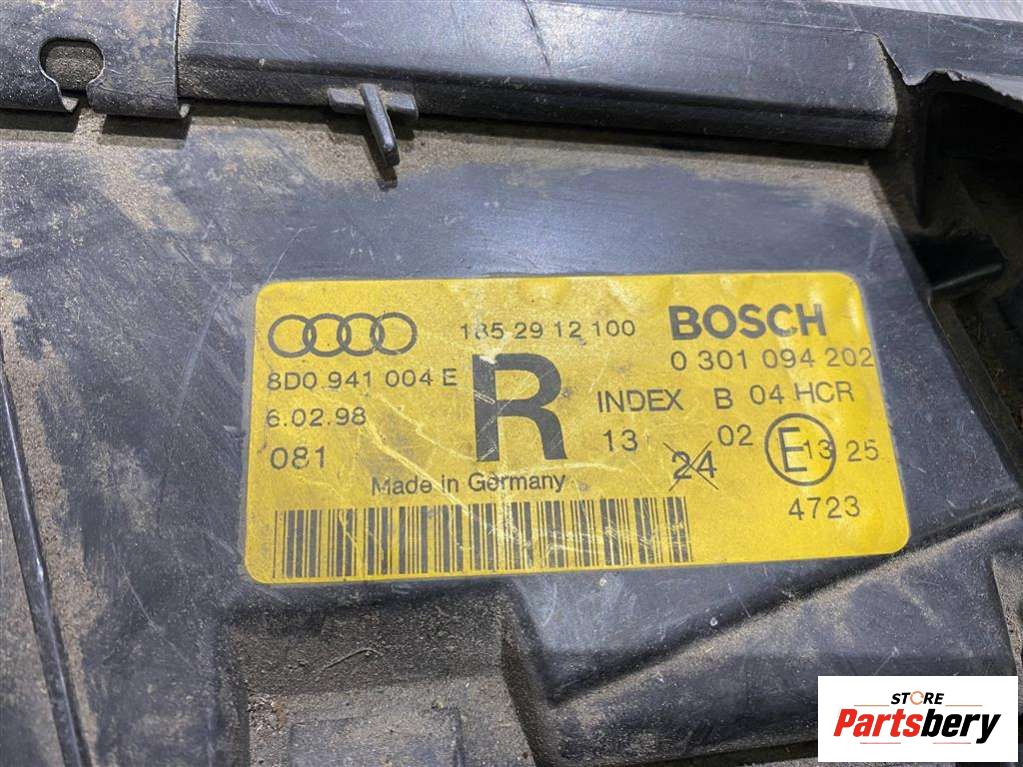 185 29 12 100 BOSCH
8D0 941 004 E R 0 301 094 202
6.02.98 INDEX B 04 HCR
081 13 24 02 E 13 25
Made in Germany 4723
STORE
Partsbery